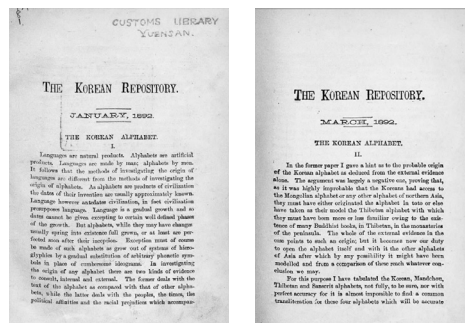 CUSTOMS LIBRARY
YUENSAN.
THE KOREAN REPOSITORY.
JANUARY, 1892.
THE KOREAN ALPHABET.
I.
Languages are natural products. Alphabets are artificial
products. Languages are made by man; alphabets by men.
It follows that the methods of investigating the origin of
languages are different from the methods of investigating the
origin of alphabets. As alphabets are products of civilization
the dates of their invention are usually approximately known.
Language however antedates civilization, in fact civilization
presupposes language. Language is a gradual growth and so
dates cannot be given, excepting to certain well defined phases
of the growth. But alphabets, while they may have changed
usually spring into existence full grown, or at least are per-
fected soon after their inception. Exception must of course
be made of such alphabets as grow out of systems of hiero-
glyphics by a gradual substitution of arbitrary phonetic sym-
bols in place of cumbersome ideograms. In investigating
the origin of any alphabet there are two kinds of evidence
to consult, internal and external. The former deals with the
text of the alphabet as compared with that of other alpha-
bets, while the latter deals with the peoples, the times, the
political affinities and the racial prejudices which accompan-
THE KOREAN REPOSITORY.
MARCH, 1892.
THE KOREAN ALPHABET.
II.
In the former paper I gave a hint as to the probable origin
of the Korean alphabet as deduced from the external evidence
alone. The argument was largely a negative one, proving that,
as it was highly improbable that the Koreans had access to
the Mongolian alphabet or any other alphabet of northern Asia,
they must have either originated the alphabet in toto or else
have taken as their model the Thibetan alphabet with which
they must have been more or less familiar owing to the exis-
tence of many Buddhist books, in Thibetan, in the monasteries
of the peninsula. The whole of the external evidence in the
case points to such an origin; but it becomes now our duty
to open the alphabet itself and with it the other alphabets
of Asia after which by any possibility it might have been
modelled and from a comparison of these reach whatever con-
clusion we may.
For this purpose I have tabulated the Korean, Mandchou,
Thibetan and Sanscrit alphabets, not fully, to be sure, nor with
perfect accuracy for it is almost impossible to find a common
transliteration for these four alphabets which will be accurate